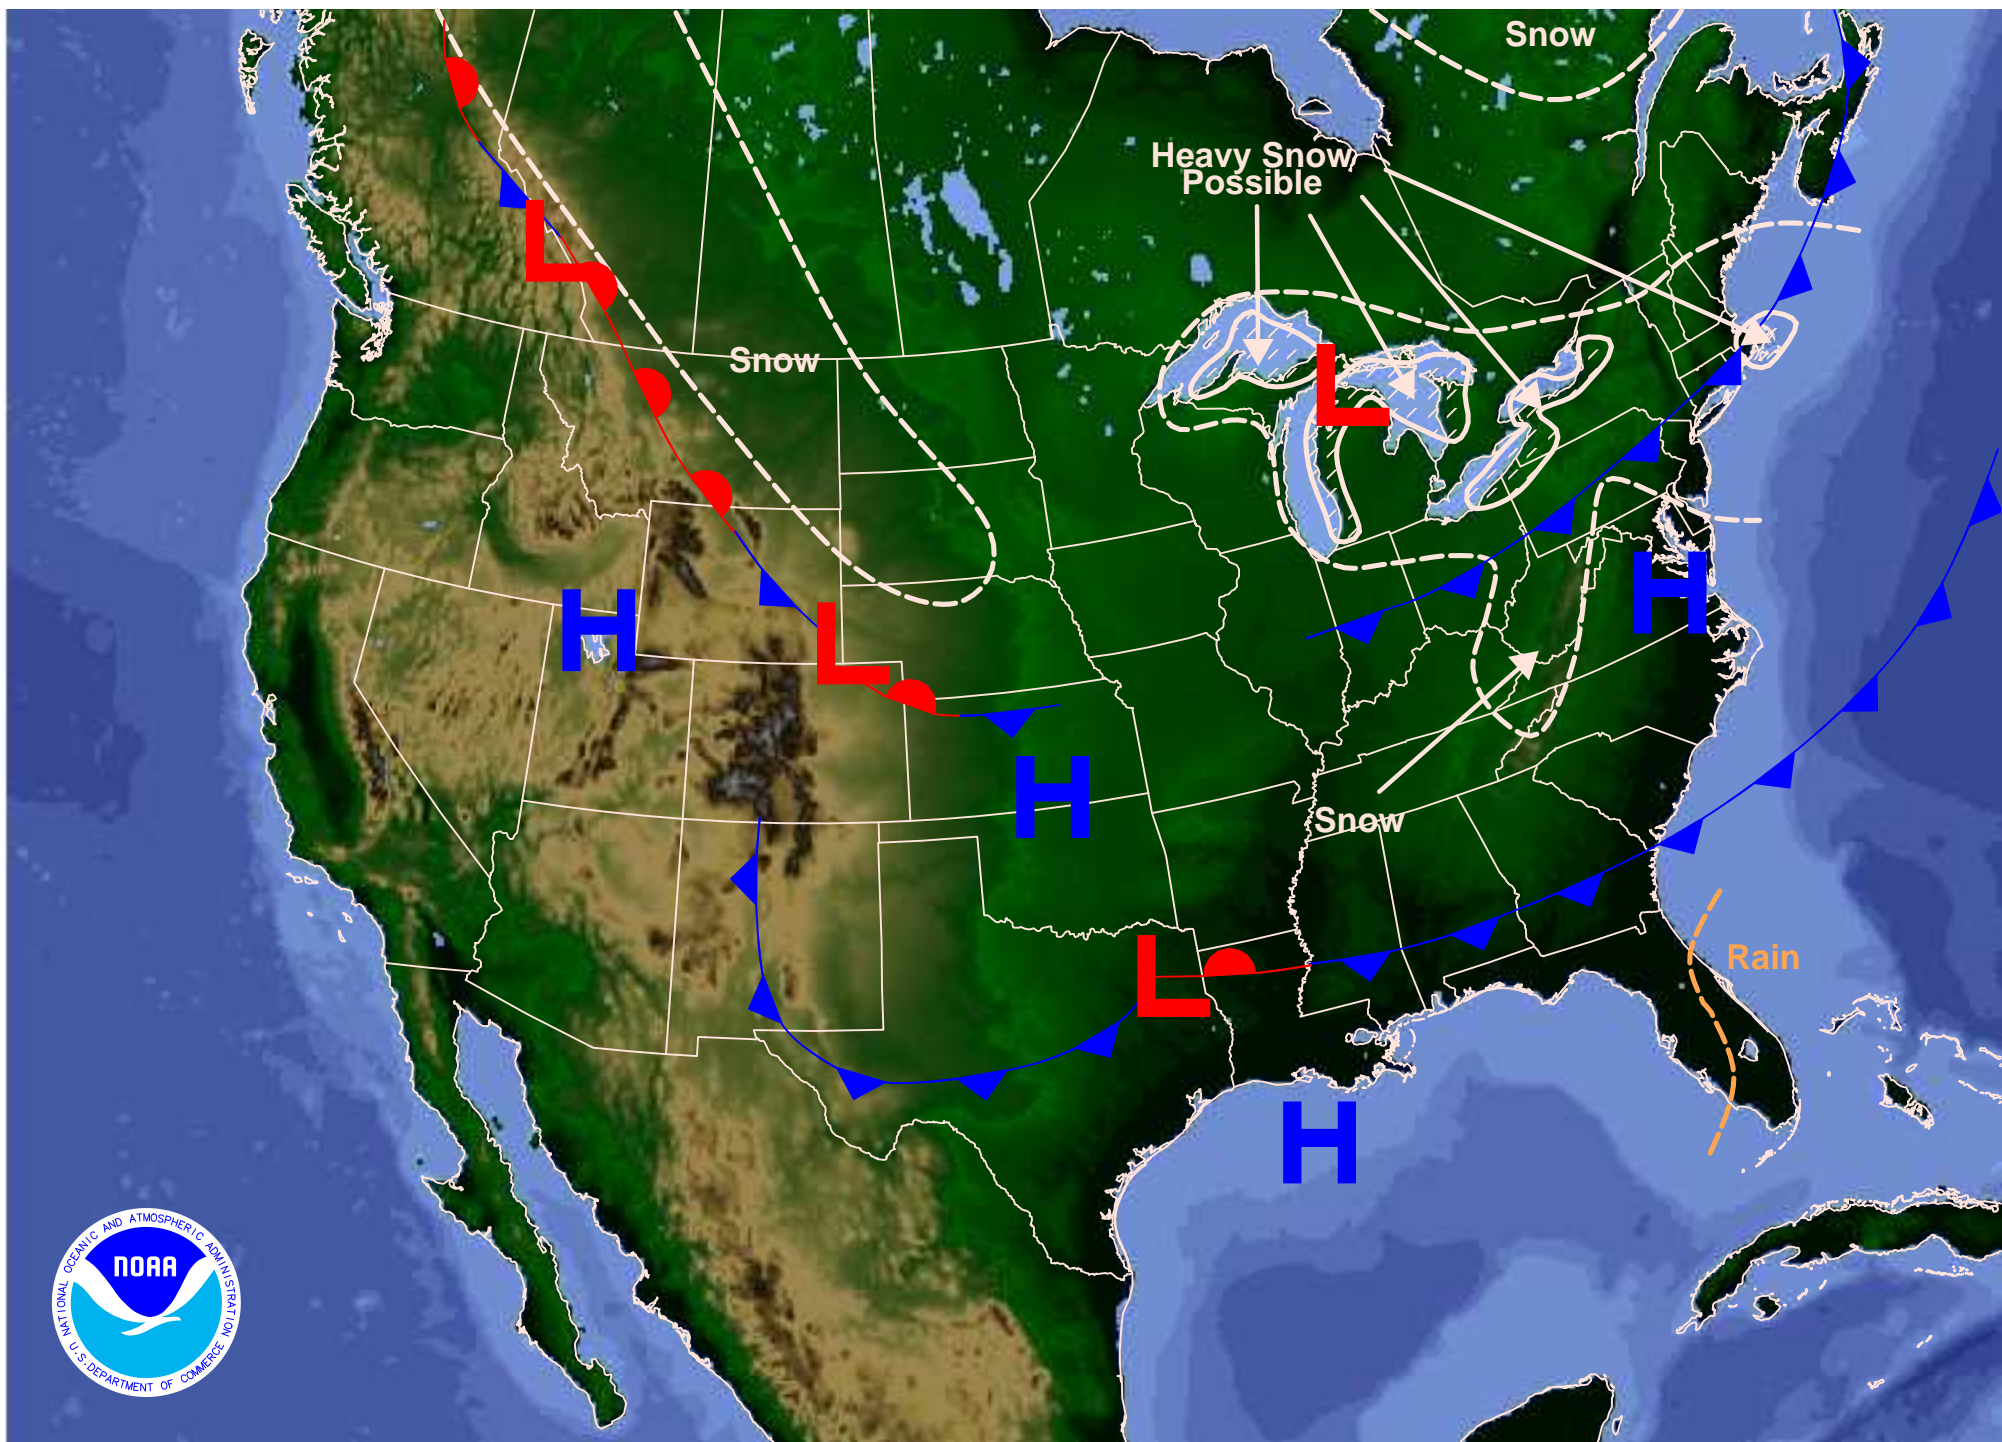 Snow
Heavy Snow
Possible
Snow
L
L
H
H
L
H
Snow
L
Rain
H
NATIONAL OCEANIC AND ATMOSPHERIC ADMINISTRATION
NOAA
U.S. DEPARTMENT OF COMMERCE